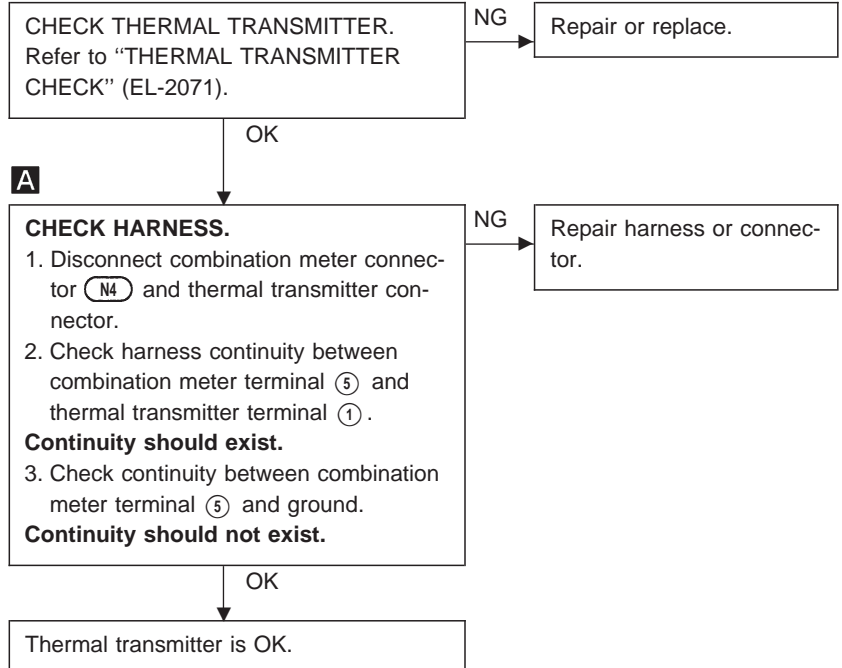 CHECK THERMAL TRANSMITTER.
Refer to ‘‘THERMAL TRANSMITTER
CHECK’’ (EL-2071).
NG
Repair or replace.
OK
A
CHECK HARNESS.
1. Disconnect combination meter connec-
tor N4 and thermal transmitter con-
nector.
2. Check harness continuity between
combination meter terminal ⑤ and
thermal transmitter terminal ①.
Continuity should exist.
3. Check continuity between combination
meter terminal ⑤ and ground.
Continuity should not exist.
NG
Repair harness or connec-
tor.
OK
Thermal transmitter is OK.